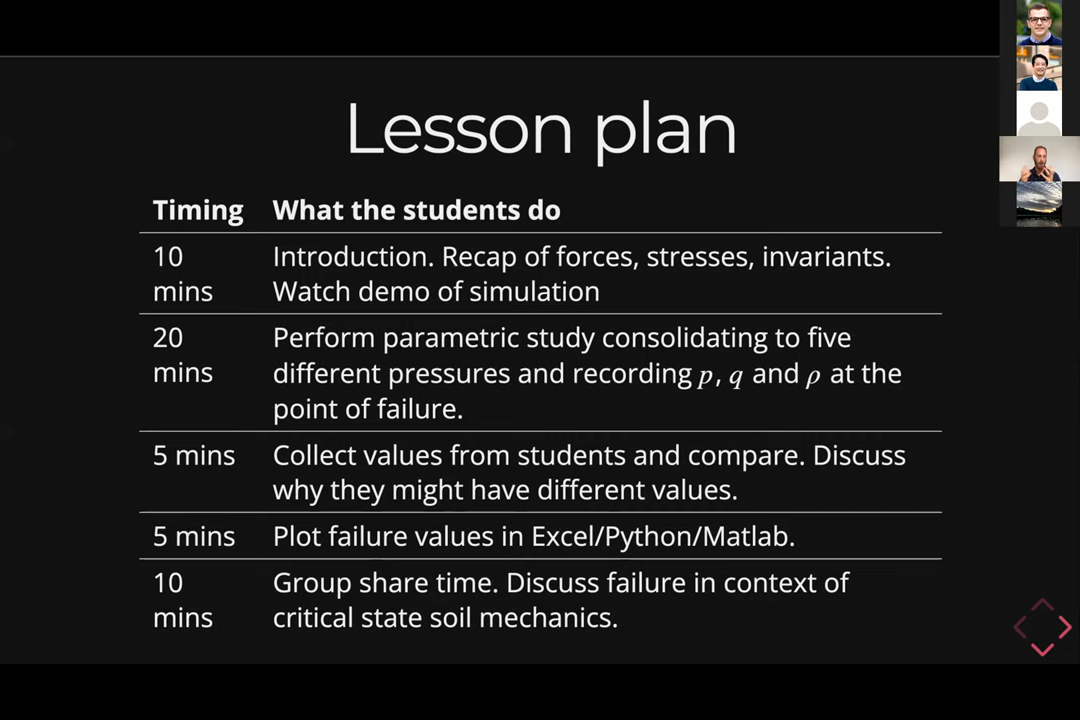 Lesson plan
Timing What the students do
10 Introduction. Recap of forces, stresses, invariants.
mins Watch demo of simulation
20 Perform parametric study consolidating to five
mins different pressures and recording p, q and ρ at the
point of failure.
5 mins Collect values from students and compare. Discuss
why they might have different values.
5 mins Plot failure values in Excel/Python/Matlab.
10 Group share time. Discuss failure in context of
mins critical state soil mechanics.